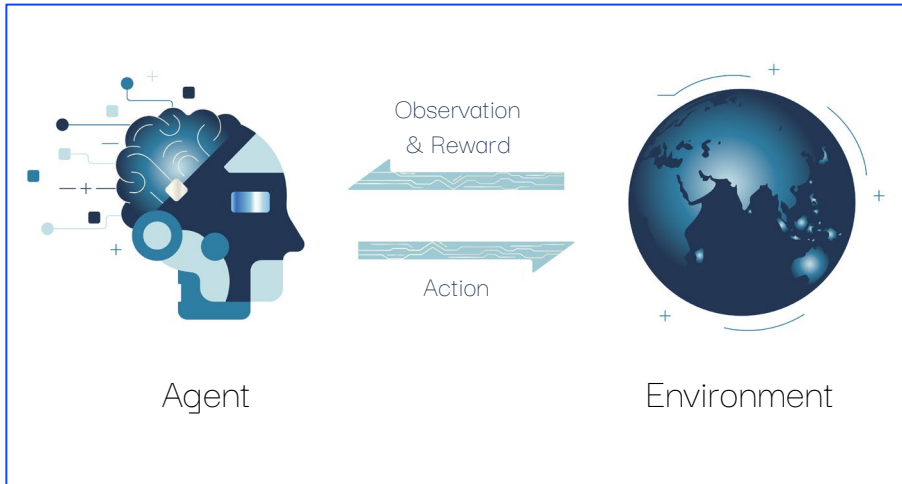 Observation
& Reward
Action
Agent
Environment